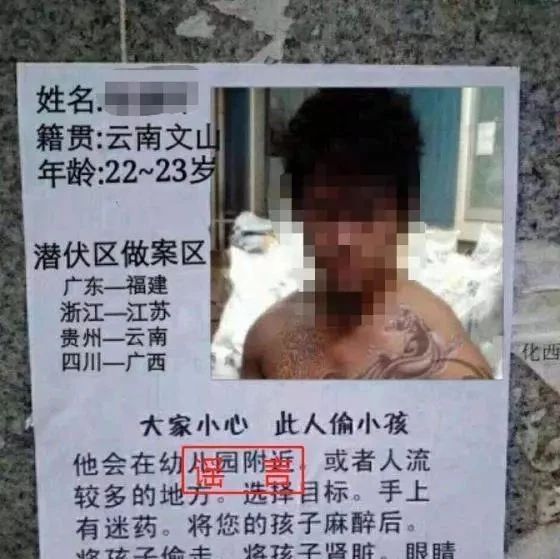 姓名:
籍贯:云南文山
年龄:22~23岁
潜伏区做案区
广东—福建
浙江—江苏
贵州—云南
四川—广西
大家小心 此人偷小孩
他会在幼儿园附近。或者人流
谣言
较多的地方。选择目标。手上
有迷药。将您的孩子麻醉后。
将孩子偷走。将孩子肾脏。眼睛
化西